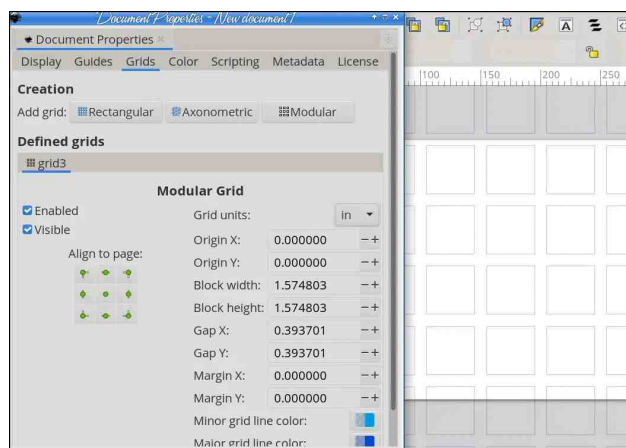 Document Properties - New document 1
Document Properties
Display Guides Grids Color Scripting Metadata License
Creation
Add grid: Rectangular Axonometric Modular
Defined grids
grid3
Modular Grid
Enabled
Visible
Align to page:
Grid units: in
Origin X: 0.000000
Origin Y: 0.000000
Block width: 1.574803
Block height: 1.574803
Gap X: 0.393701
Gap Y: 0.393701
Margin X: 0.000000
Margin Y: 0.000000
Minor grid line color:
Major grid line color:
100 150 200 250
A